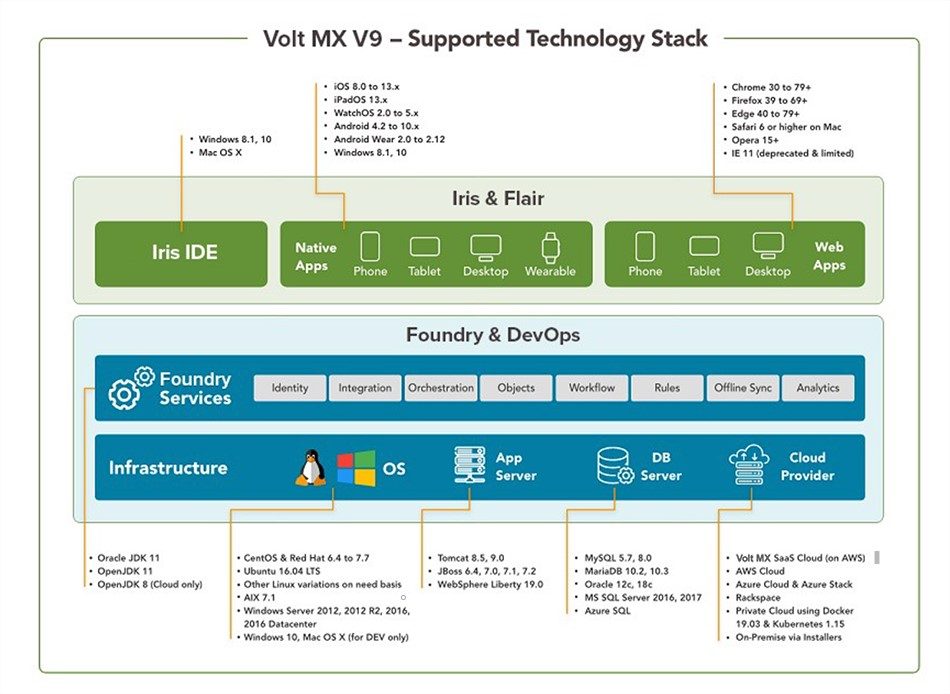 Volt MX V9 – Supported Technology Stack
• Windows 8.1, 10
• Mac OS X
• iOS 8.0 to 13.x
• iPadOS 13.x
• WatchOS 2.0 to 5.x
• Android 4.2 to 10.x
• Android Wear 2.0 to 2.12
• Windows 8.1, 10
• Chrome 30 to 79+
• Firefox 39 to 69+
• Edge 40 to 79+
• Safari 6 or higher on Mac
• Opera 15+
• IE 11 (deprecated & limited)
Iris & Flair
Iris IDE
Native
Apps
Phone
Tablet
Desktop
Wearable
Phone
Tablet
Desktop
Web
Apps
Foundry & DevOps
Foundry
Services
Identity
Integration
Orchestration
Objects
Workflow
Rules
Offline Sync
Analytics
Infrastructure
OS
App
Server
DB
Server
Cloud
Provider
• Oracle JDK 11
• OpenJDK 11
• OpenJDK 8 (Cloud only)
• CentOS & Red Hat 6.4 to 7.7
• Ubuntu 16.04 LTS
• Other Linux variations on need basis
• AIX 7.1
• Windows Server 2012, 2012 R2, 2016,
2016 Datacenter
• Windows 10, Mac OS X (for DEV only)
• Tomcat 8.5, 9.0
• JBoss 6.4, 7.0, 7.1, 7.2
• WebSphere Liberty 19.0
• MySQL 5.7, 8.0
• MariaDB 10.2, 10.3
• Oracle 12c, 18c
• MS SQL Server 2016, 2017
• Azure SQL
• Volt MX SaaS Cloud (on AWS)
• AWS Cloud
• Azure Cloud & Azure Stack
• Rackspace
• Private Cloud using Docker
19.03 & Kubernetes 1.15
• On-Premise via Installers